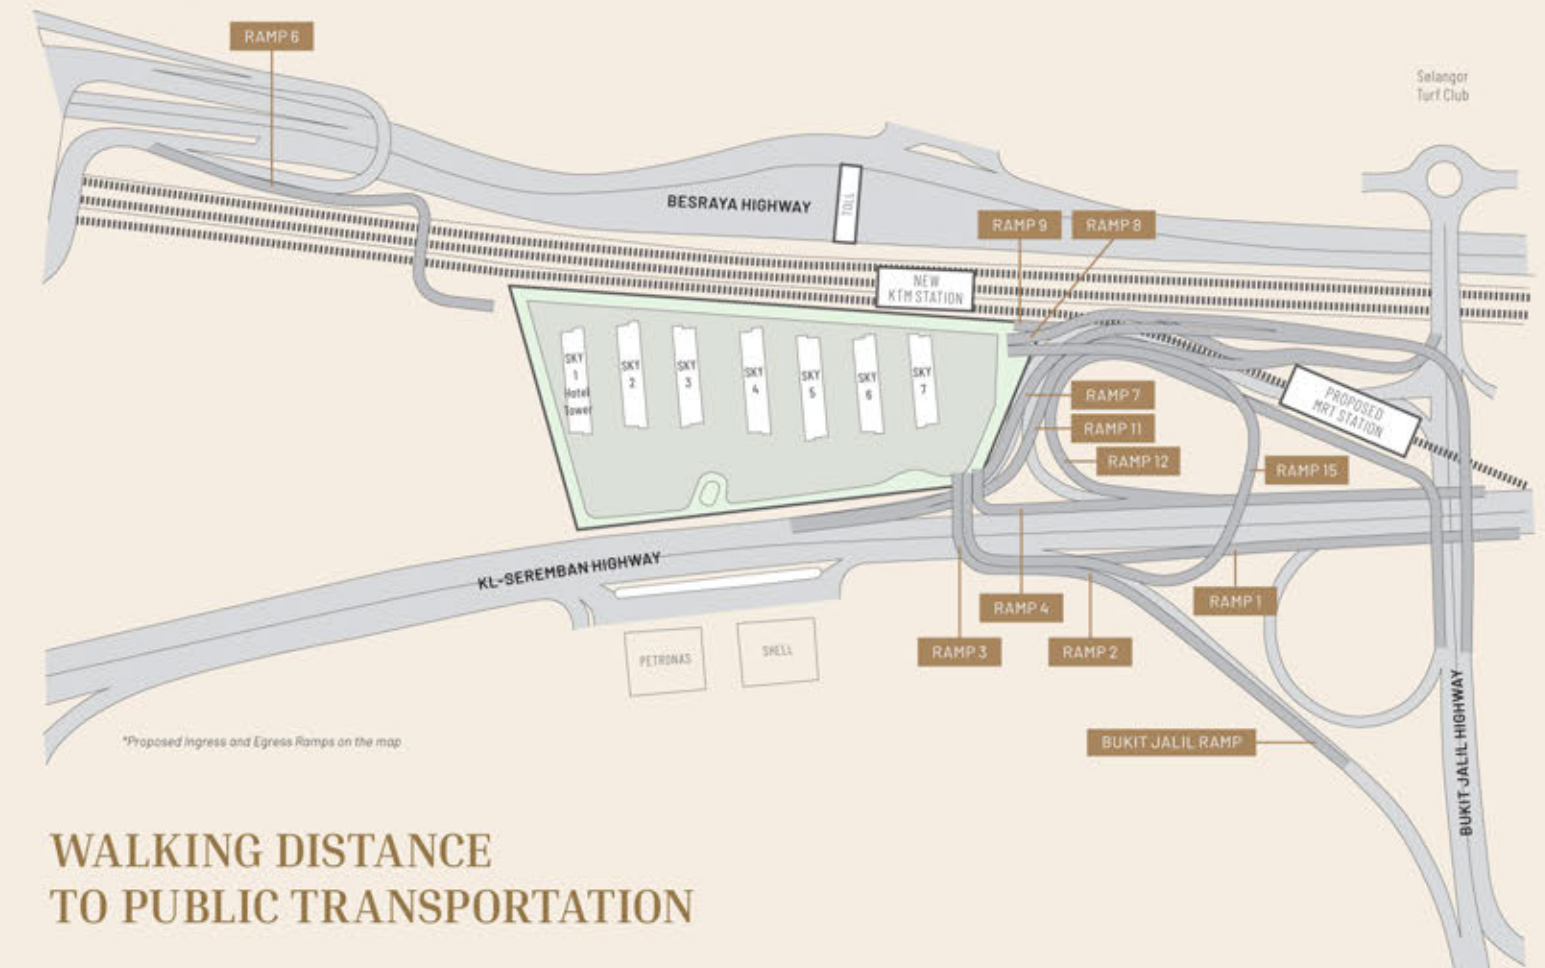 RAMP 6
Selangor
Turf Club
BESRAYA HIGHWAY
TOLL
RAMP 9
RAMP 8
NEW
KTM STATION
SKY
1
Hotel
Tower
SKY
2
SKY
3
SKY
4
SKY
5
SKY
6
SKY
7
RAMP 7
RAMP 11
RAMP 12
RAMP 15
PROPOSED
MRT STATION
KL-SEREMBAN HIGHWAY
RAMP 4
RAMP 1
RAMP 3
RAMP 2
PETRONAS
SHELL
BUKIT JALIL RAMP
BUKIT JALIL HIGHWAY
*Proposed Ingress and Egress Ramps on the map
WALKING DISTANCE
TO PUBLIC TRANSPORTATION